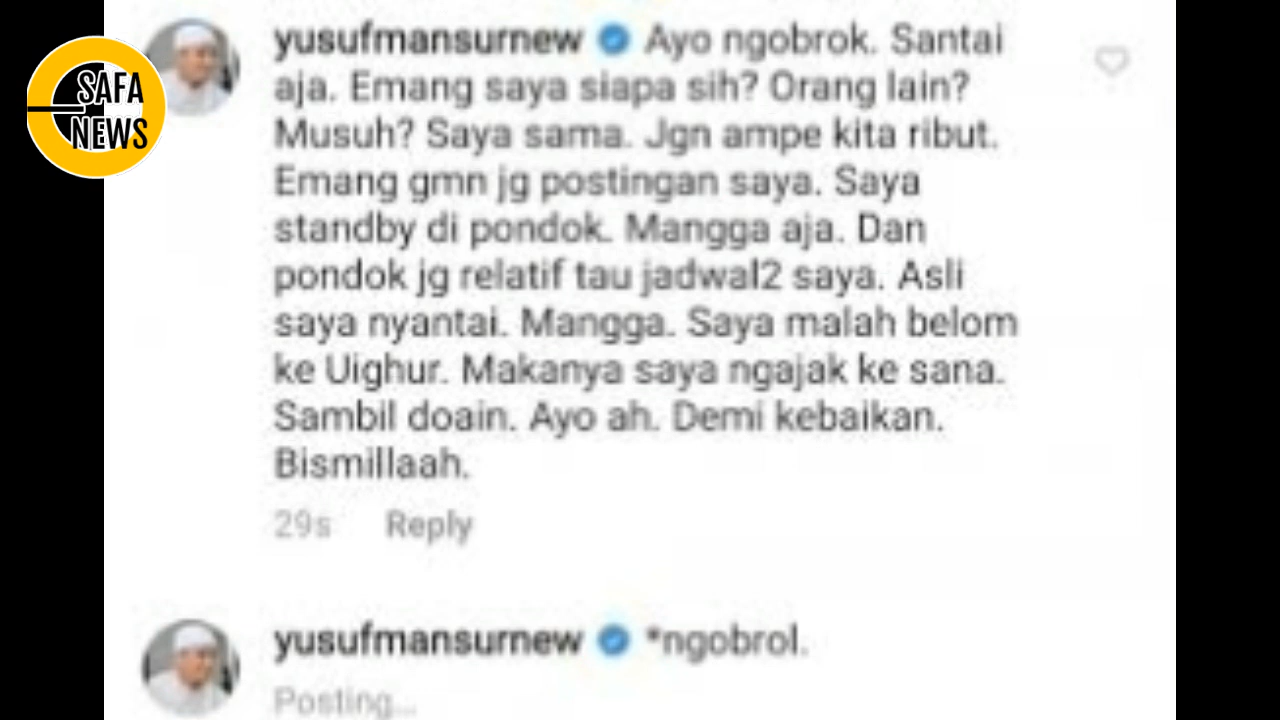 SAFA
NEWS
yusufmansurnew Ayo ngobrok. Santai
aja. Emang saya siapa sih? Orang lain?
Musuh? Saya sama. Jgn ampe kita ribut.
Emang gmn jg postingan saya. Saya
standby di pondok. Mangga aja. Dan
pondok jg relatif tau jadwal2 saya. Asli
saya nyantai. Mangga. Saya malah belom
ke Uighur. Makanya saya ngajak ke sana.
Sambil doain. Ayo ah. Demi kebaikan.
Bismillaah.
29s Reply
yusufmansurnew *ngobrol.
Posting...